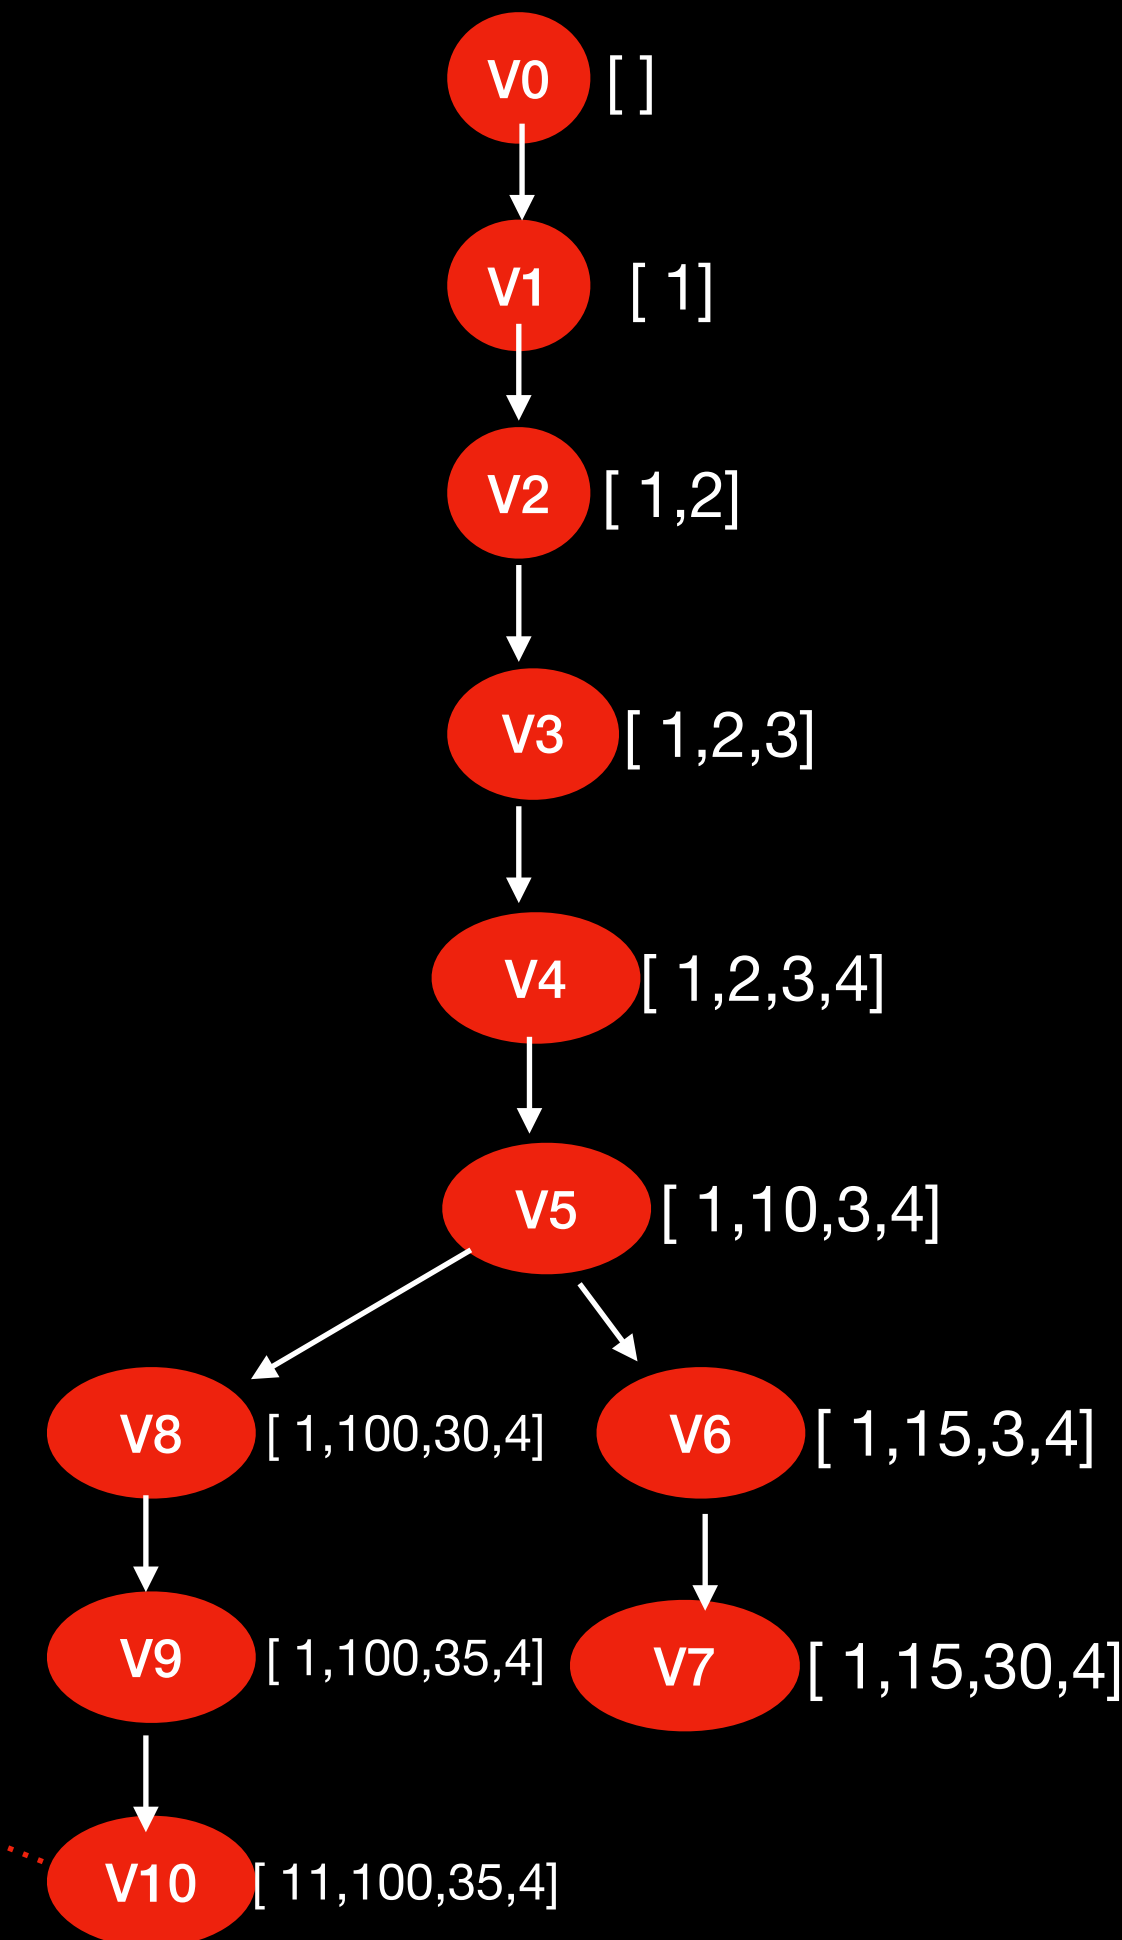 V0 [ ]
V1 [ 1]
V2 [ 1,2]
V3 [ 1,2,3]
V4 [ 1,2,3,4]
V5 [ 1,10,3,4]
V8 [ 1,100,30,4] V6 [ 1,15,3,4]
V9 [ 1,100,35,4] V7 [ 1,15,30,4]
V10 [ 11,100,35,4]